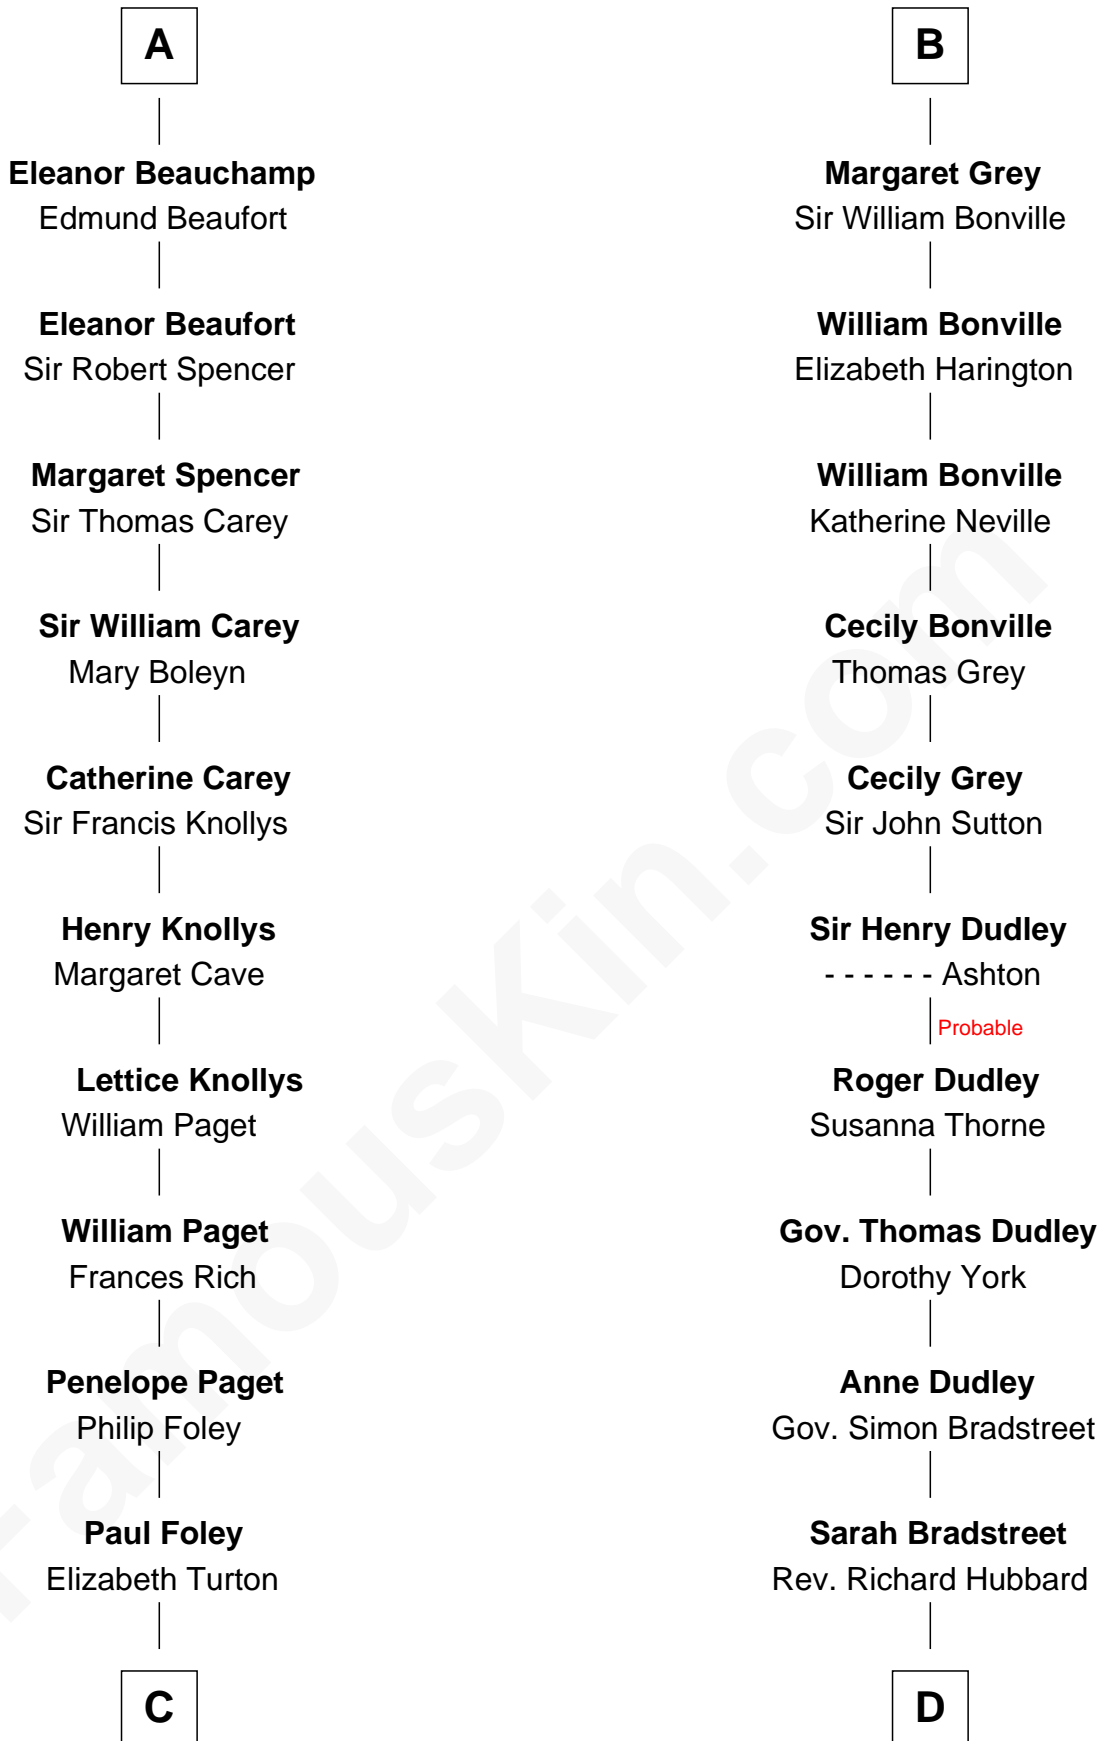 A
Eleanor Beauchamp
Edmund Beaufort
Eleanor Beaufort
Sir Robert Spencer
Margaret Spencer
Sir Thomas Carey
Sir William Carey
Mary Boleyn
Catherine Carey
Sir Francis Knollys
Henry Knollys
Margaret Cave
Lettice Knollys
William Paget
William Paget
Frances Rich
Penelope Paget
Philip Foley
Paul Foley
Elizabeth Turton
C
B
Margaret Grey
Sir William Bonville
William Bonville
Elizabeth Harington
William Bonville
Katherine Neville
Cecily Bonville
Thomas Grey
Cecily Grey
Sir John Sutton
Sir Henry Dudley
- - - - - - Ashton
Probable
Roger Dudley
Susanna Thorne
Gov. Thomas Dudley
Dorothy York
Anne Dudley
Gov. Simon Bradstreet
Sarah Bradstreet
Rev. Richard Hubbard
D
FamousKin.com